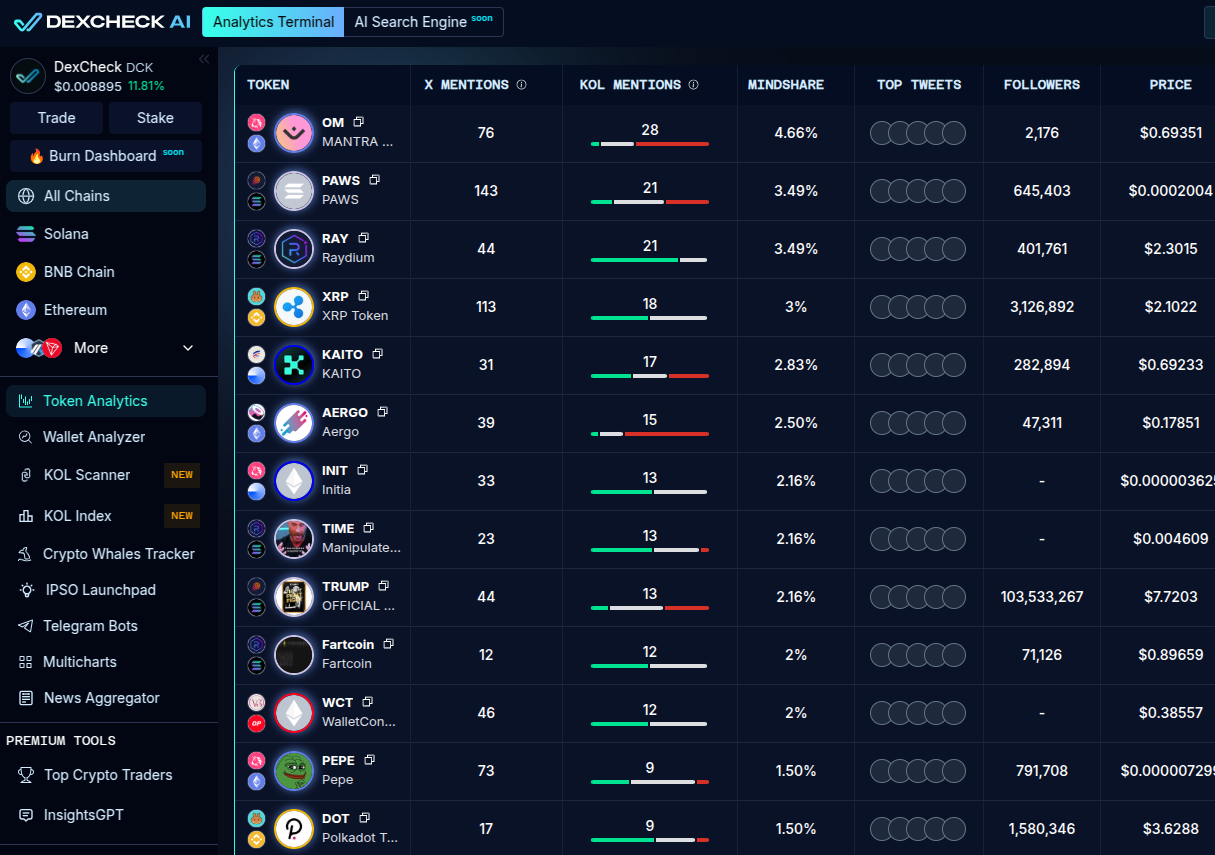 DEXCHECK AI
Analytics Terminal
AI Search Engine soon
DexCheck DCK
$0.008895 11.81%
Trade
Stake
Burn Dashboard soon
All Chains
Solana
BNB Chain
Ethereum
More
Token Analytics
Wallet Analyzer
KOL Scanner NEW
KOL Index NEW
Crypto Whales Tracker
IPSO Launchpad
Telegram Bots
Multicharts
News Aggregator
PREMIUM TOOLS
Top Crypto Traders
InsightsGPT
TOKEN X MENTIONS KOL MENTIONS MINDSHARE TOP TWEETS FOLLOWERS PRICE
OM
MANTRA ...
76 28 4.66% 2,176 $0.69351
PAWS
PAWS
143 21 3.49% 645,403 $0.0002004
RAY
Raydium
44 21 3.49% 401,761 $2.3015
XRP
XRP Token
113 18 3% 3,126,892 $2.1022
KAITO
KAITO
31 17 2.83% 282,894 $0.69233
AERGO
Aergo
39 15 2.50% 47,311 $0.17851
INIT
Initia
33 13 2.16% - $0.000003625
TIME
Manipulate...
23 13 2.16% - $0.004609
TRUMP
OFFICIAL ...
44 13 2.16% 103,533,267 $7.7203
Fartcoin
Fartcoin
12 12 2% 71,126 $0.89659
WCT
WalletCon...
46 12 2% - $0.38557
PEPE
Pepe
73 9 1.50% 791,708 $0.000007299
DOT
Polkadot T...
17 9 1.50% 1,580,346 $3.6288